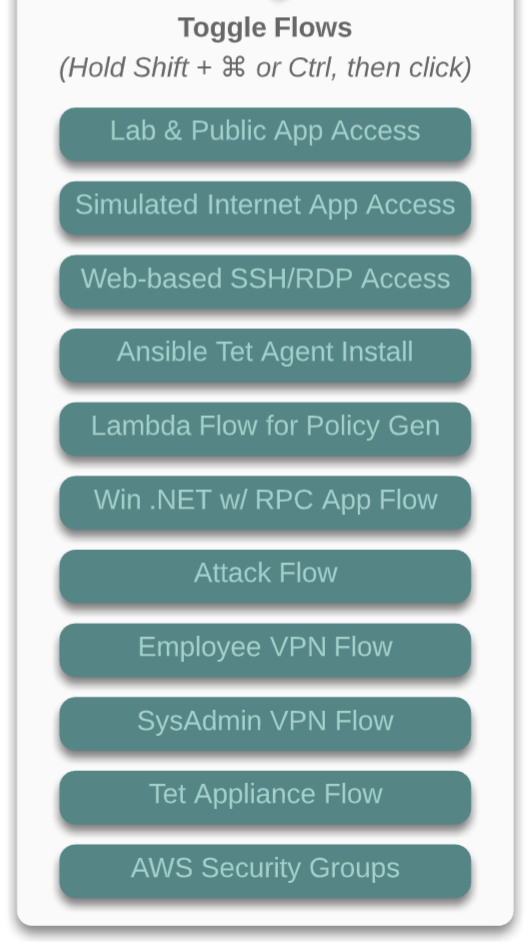 Toggle Flows
(Hold Shift + ⌘ or Ctrl, then click)
Lab & Public App Access
Simulated Internet App Access
Web-based SSH/RDP Access
Ansible Tet Agent Install
Lambda Flow for Policy Gen
Win .NET w/ RPC App Flow
Attack Flow
Employee VPN Flow
SysAdmin VPN Flow
Tet Appliance Flow
AWS Security Groups